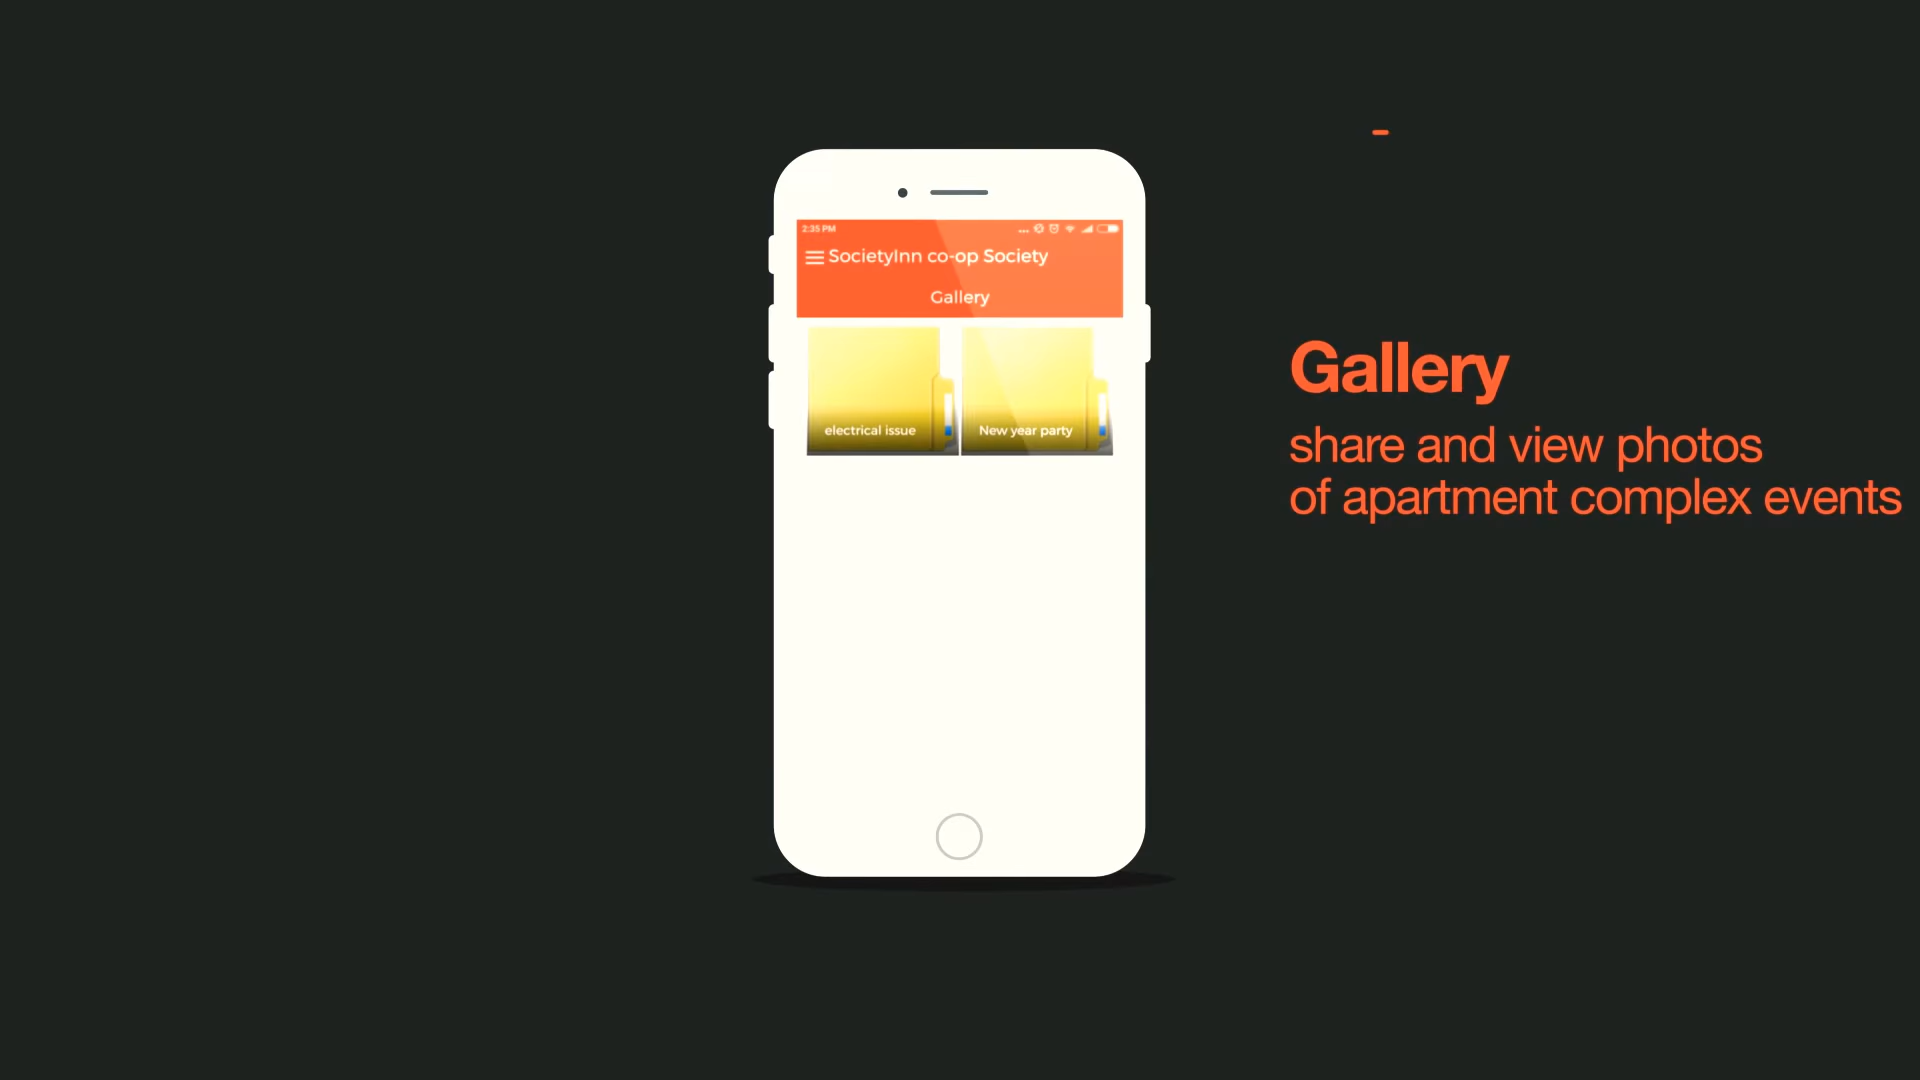 2:35 PM
SocietyInn co-op Society
Gallery
electrical issue
New year party
Gallery
share and view photos
of apartment complex events